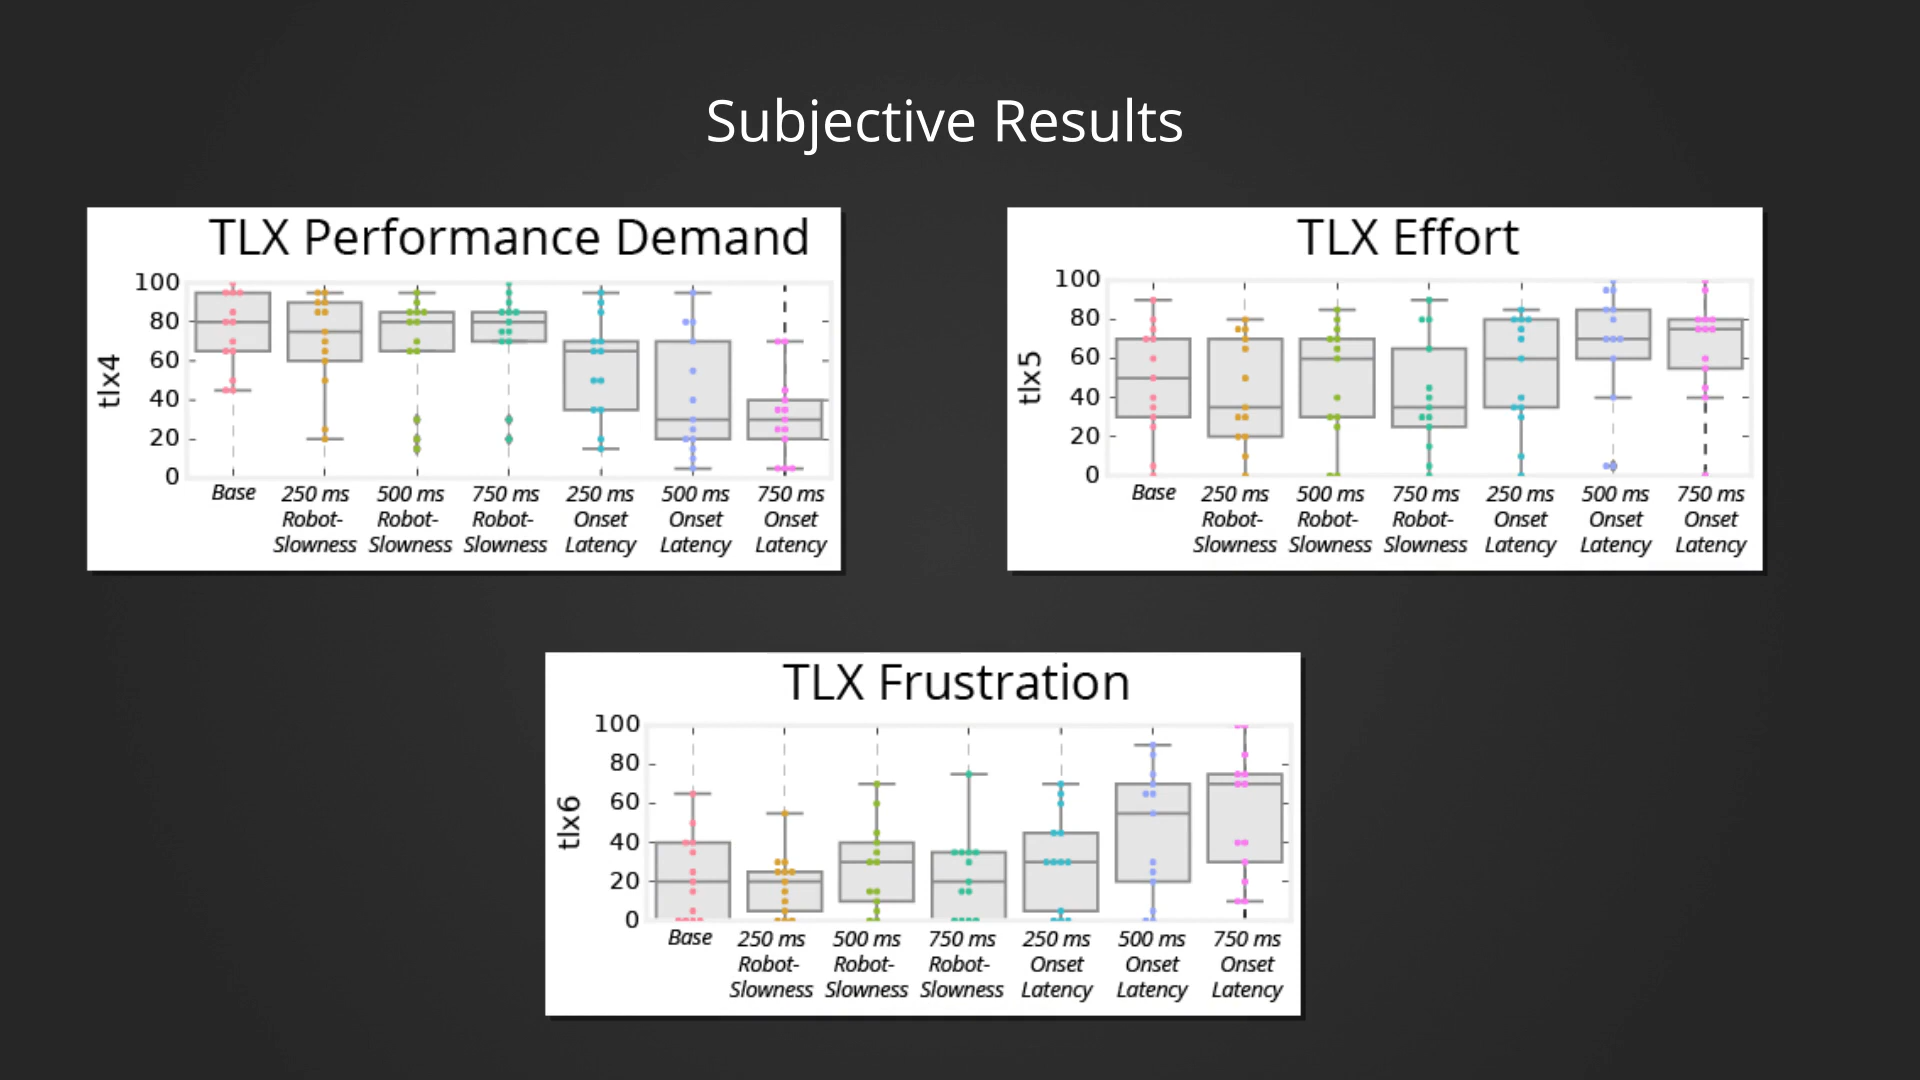 Subjective Results
TLX Performance Demand
100
80
60
40
20
0
tlx4
Base 250 ms 500 ms 750 ms 250 ms 500 ms 750 ms
Robot- Robot- Robot- Onset Onset Onset
Slowness Slowness Slowness Latency Latency Latency
TLX Effort
100
80
60
40
20
0
tlx5
Base 250 ms 500 ms 750 ms 250 ms 500 ms 750 ms
Robot- Robot- Robot- Onset Onset Onset
Slowness Slowness Slowness Latency Latency Latency
TLX Frustration
100
80
60
40
20
0
tlx6
Base 250 ms 500 ms 750 ms 250 ms 500 ms 750 ms
Robot- Robot- Robot- Onset Onset Onset
Slowness Slowness Slowness Latency Latency Latency